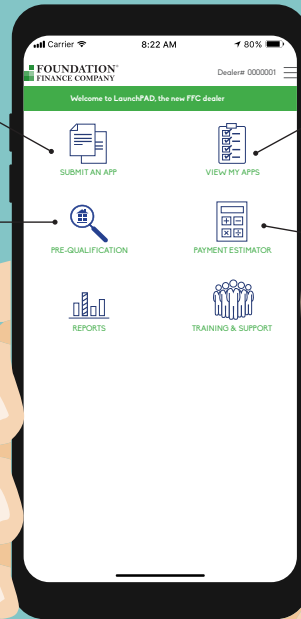 Carrier
8:22 AM
80%
FOUNDATION®
FINANCE COMPANY
Dealer# 0000001
Welcome to LaunchPAD, the new FFC dealer
SUBMIT AN APP
VIEW MY APPS
PRE-QUALIFICATION
PAYMENT ESTIMATOR
REPORTS
TRAINING & SUPPORT